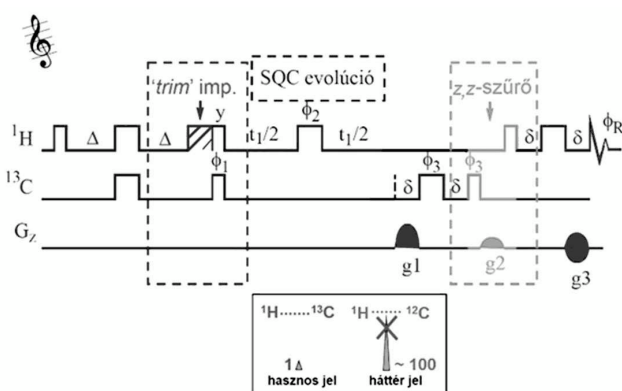 'trim' imp.
SQC evolúció
z,z-szűrő
y
ϕ2
¹H
Δ
Δ
t1/2
t1/2
δ
δ
ϕR
ϕ1
ϕ3
ϕ3
¹³C
δ
δ
Gz
g1
g2
g3
¹H.......¹³C
¹H.......¹²C
1
~ 100
hasznos jel
háttér jel